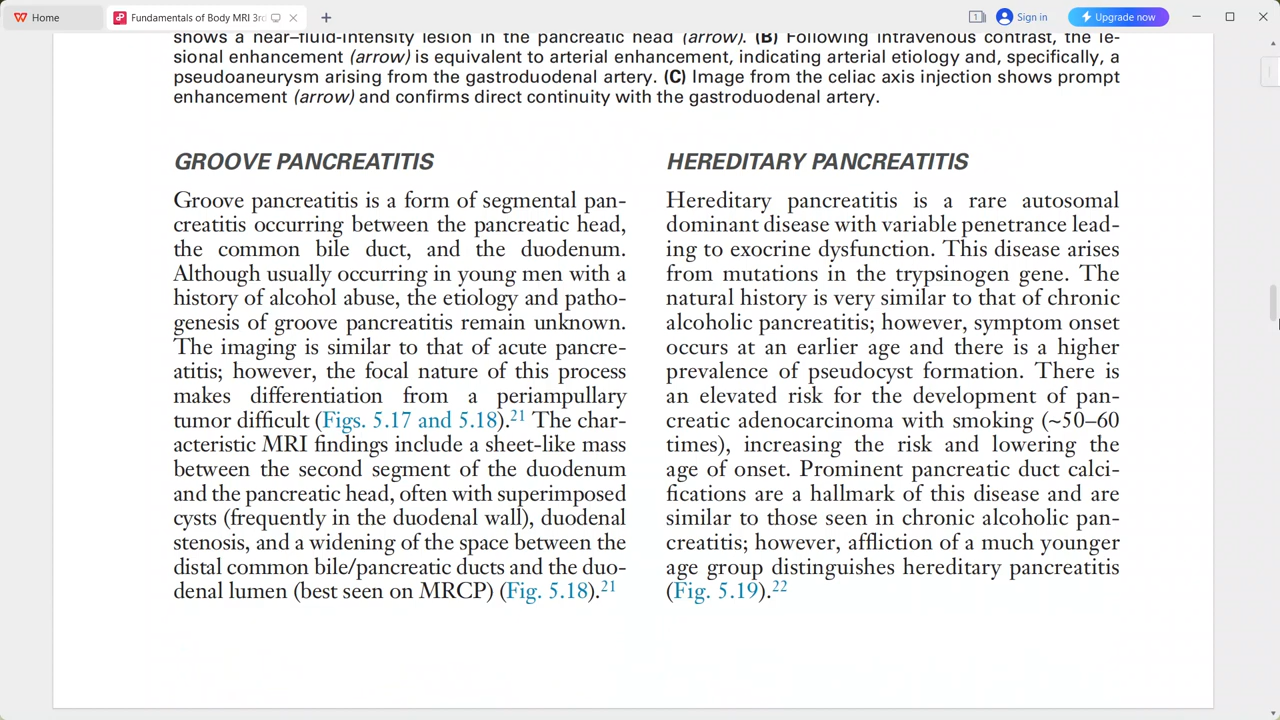 Home
Fundamentals of Body MRI 3rd
Sign in
Upgrade now
shows a near–fluid-intensity lesion in the pancreatic head (arrow). (B) Following intravenous contrast, the le-
sional enhancement (arrow) is equivalent to arterial enhancement, indicating arterial etiology and, specifically, a
pseudoaneurysm arising from the gastroduodenal artery. (C) Image from the celiac axis injection shows prompt
enhancement (arrow) and confirms direct continuity with the gastroduodenal artery.
GROOVE PANCREATITIS
Groove pancreatitis is a form of segmental pan-
creatitis occurring between the pancreatic head,
the common bile duct, and the duodenum.
Although usually occurring in young men with a
history of alcohol abuse, the etiology and patho-
genesis of groove pancreatitis remain unknown.
The imaging is similar to that of acute pancre-
atitis; however, the focal nature of this process
makes differentiation from a periampullary
tumor difficult (Figs. 5.17 and 5.18).21 The char-
acteristic MRI findings include a sheet-like mass
between the second segment of the duodenum
and the pancreatic head, often with superimposed
cysts (frequently in the duodenal wall), duodenal
stenosis, and a widening of the space between the
distal common bile/pancreatic ducts and the duo-
denal lumen (best seen on MRCP) (Fig. 5.18).21
HEREDITARY PANCREATITIS
Hereditary pancreatitis is a rare autosomal
dominant disease with variable penetrance lead-
ing to exocrine dysfunction. This disease arises
from mutations in the trypsinogen gene. The
natural history is very similar to that of chronic
alcoholic pancreatitis; however, symptom onset
occurs at an earlier age and there is a higher
prevalence of pseudocyst formation. There is
an elevated risk for the development of pan-
creatic adenocarcinoma with smoking (~50–60
times), increasing the risk and lowering the
age of onset. Prominent pancreatic duct calci-
fications are a hallmark of this disease and are
similar to those seen in chronic alcoholic pan-
creatitis; however, affliction of a much younger
age group distinguishes hereditary pancreatitis
(Fig. 5.19).22